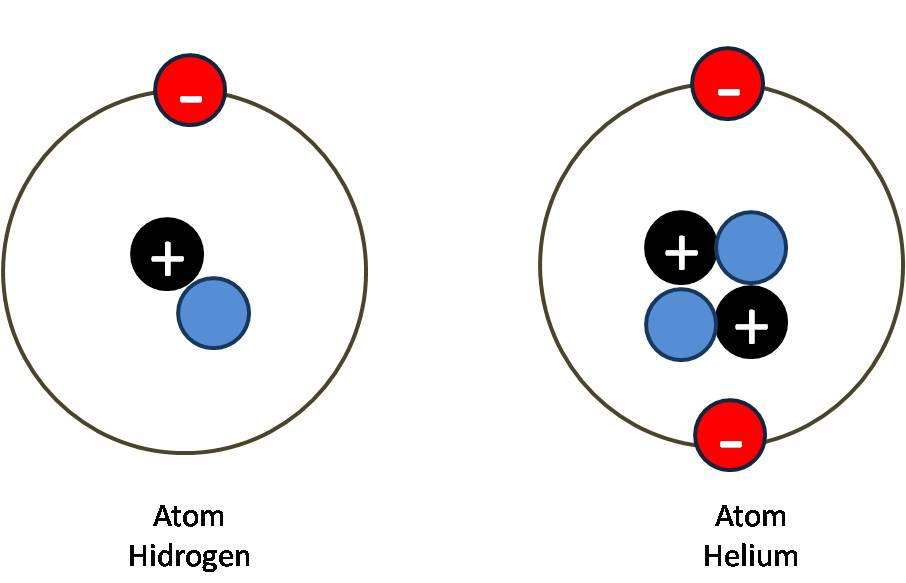 -
-
+
+
+
-
Atom
Hidrogen
Atom
Helium